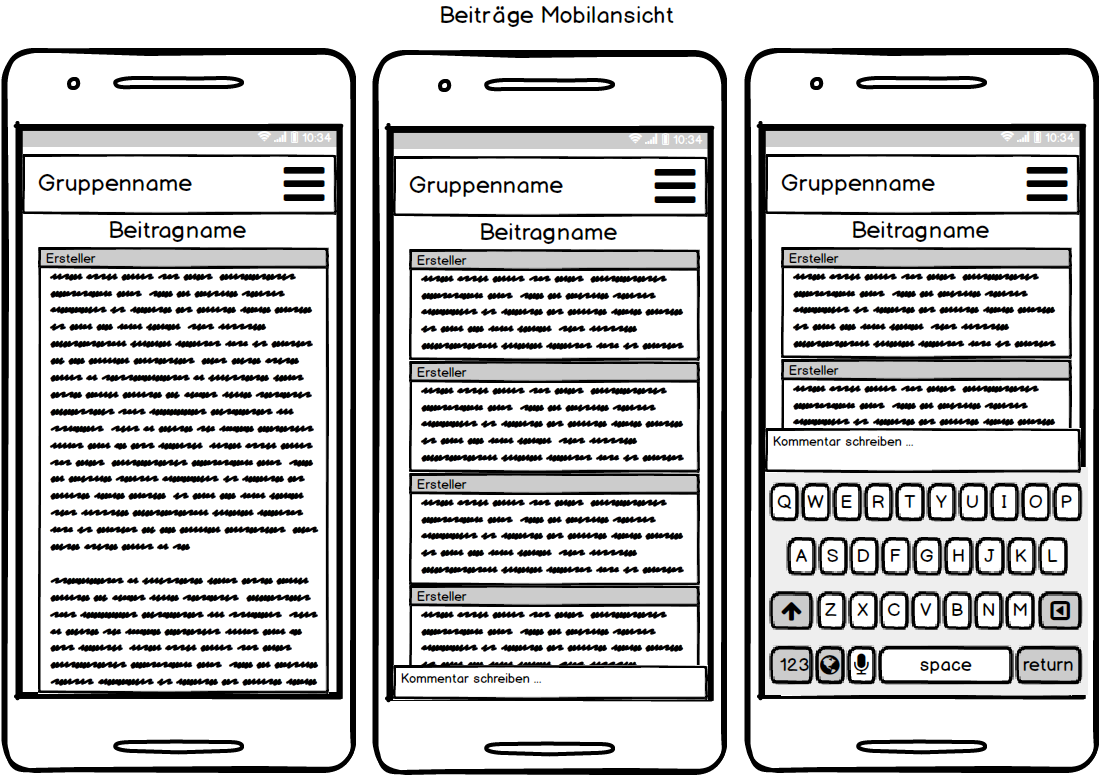 Beiträge Mobilansicht
10:34
Gruppenname
Beitragname
Ersteller
10:34
Gruppenname
Beitragname
Ersteller
Ersteller
Ersteller
Ersteller
Kommentar schreiben ...
10:34
Gruppenname
Beitragname
Ersteller
Ersteller
Kommentar schreiben ...
Q W E R T Y U I O P
A S D F G H J K L
Z X C V B N M
123 space return